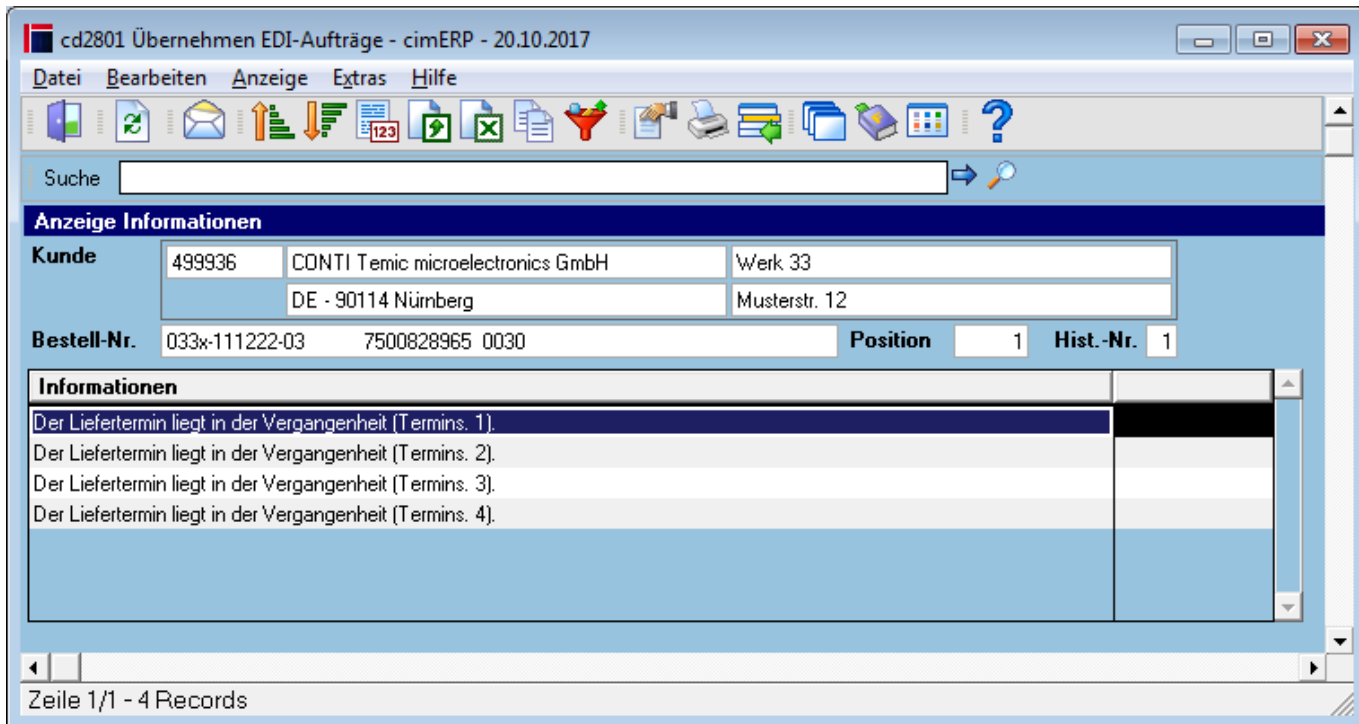 cd2801 Übernehmen EDI-Aufträge - cimERP - 20.10.2017
Datei Bearbeiten Anzeige Extras Hilfe
123
Suche
Anzeige Informationen
Kunde 499936 CONTI Temic microelectronics GmbH Werk 33
DE - 90114 Nürnberg Musterstr. 12
Bestell-Nr. 033x-111222-03 7500828965 0030 Position 1 Hist.-Nr. 1
Informationen
Der Liefertermin liegt in der Vergangenheit (Termins. 1).
Der Liefertermin liegt in der Vergangenheit (Termins. 2).
Der Liefertermin liegt in der Vergangenheit (Termins. 3).
Der Liefertermin liegt in der Vergangenheit (Termins. 4).
Zeile 1/1 - 4 Records